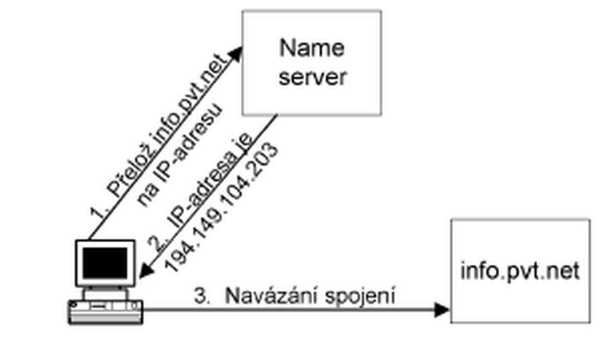 Name
server
1. Přelož info.pvt.net
na IP-adresu
2. IP-adresa je
194.149.104.203
info.pvt.net
3. Navázání spojení